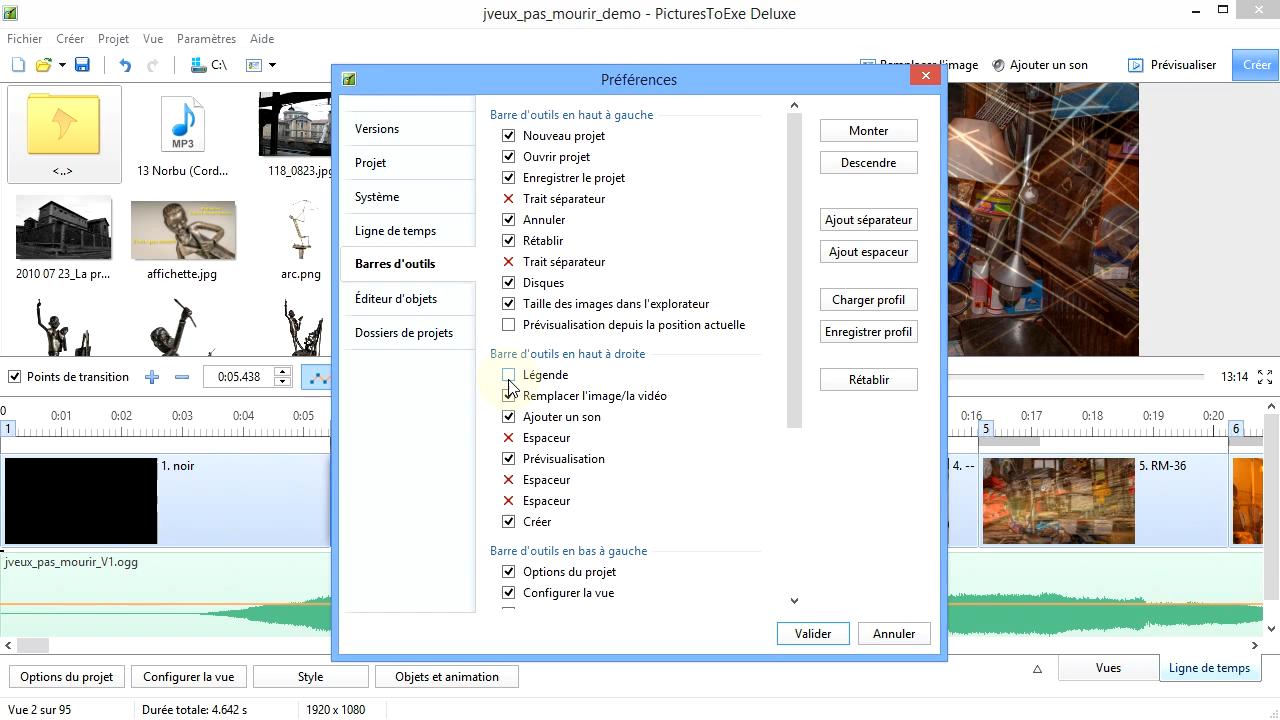 jveux_pas_mourir_demo - PicturesToExe Deluxe
Fichier Créer Projet Vue Paramètres Aide
C:\
l'image Ajouter un son Prévisualiser Créer
Préférences
<..>
MP3
13 Norbu (Cord...
118_0823.jpg
2010 07 23_La pr...
affichette.jpg
arc.png
Versions
Projet
Système
Ligne de temps
Barres d'outils
Éditeur d'objets
Dossiers de projets
Barre d'outils en haut à gauche
Nouveau projet
Ouvrir projet
Enregistrer le projet
Trait séparateur
Annuler
Rétablir
Trait séparateur
Disques
Taille des images dans l'explorateur
Prévisualisation depuis la position actuelle
Barre d'outils en haut à droite
Légende
Remplacer l'image/la vidéo
Ajouter un son
Espaceur
Prévisualisation
Espaceur
Espaceur
Créer
Barre d'outils en bas à gauche
Options du projet
Configurer la vue
Monter
Descendre
Ajout séparateur
Ajout espaceur
Charger profil
Enregistrer profil
Rétablir
Valider Annuler
Points de transition 0:05.438
13:14
0 0:01 0:02 0:03 0:04 0:05 0:16 0:17 0:18 0:19 0:20
1 5 6
1. noir
4. --
5. RM-36
jveux_pas_mourir_V1.ogg
Options du projet Configurer la vue Style Objets et animation
Vues Ligne de temps
Vue 2 sur 95 Durée totale: 4.642 s 1920 x 1080